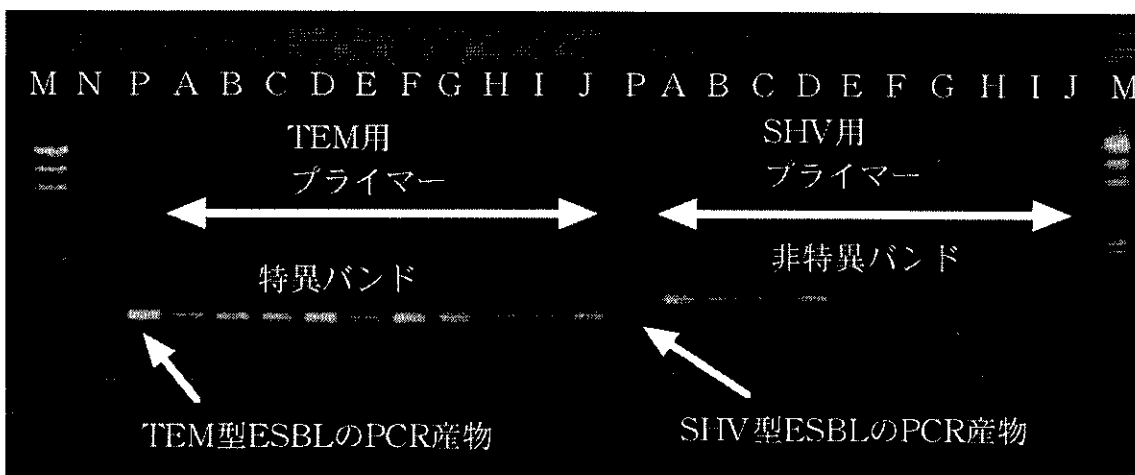 M N P A B C D E F G H I J P A B C D E F G H I J M
TEM用
プライマー
SHV用
プライマー
特異バンド
非特異バンド
TEM型ESBLのPCR産物
SHV型ESBLのPCR産物